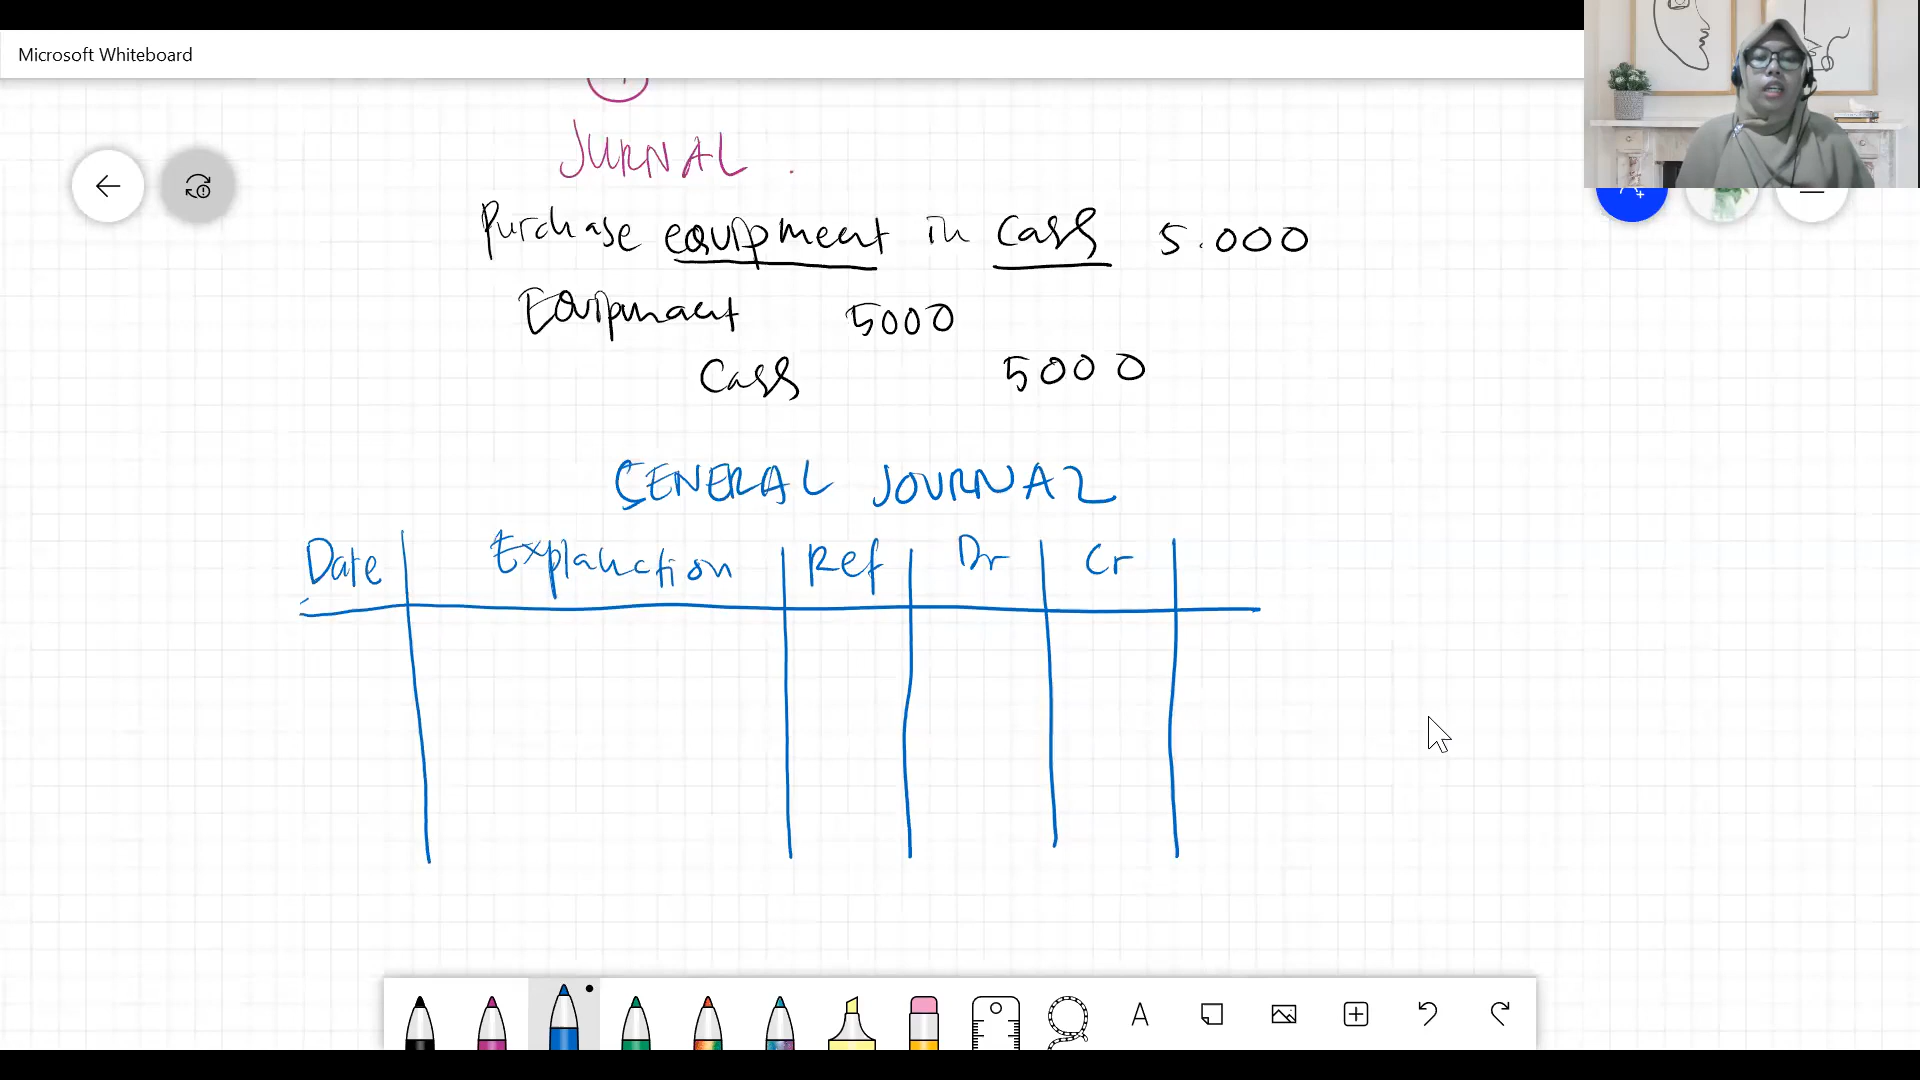 Microsoft Whiteboard
JURNAL .
Purchase equipment in Cash 5.000
Equipment 5000
Cash 5000
GENERAL JOURNAL
Date Explanation Ref Dr Cr